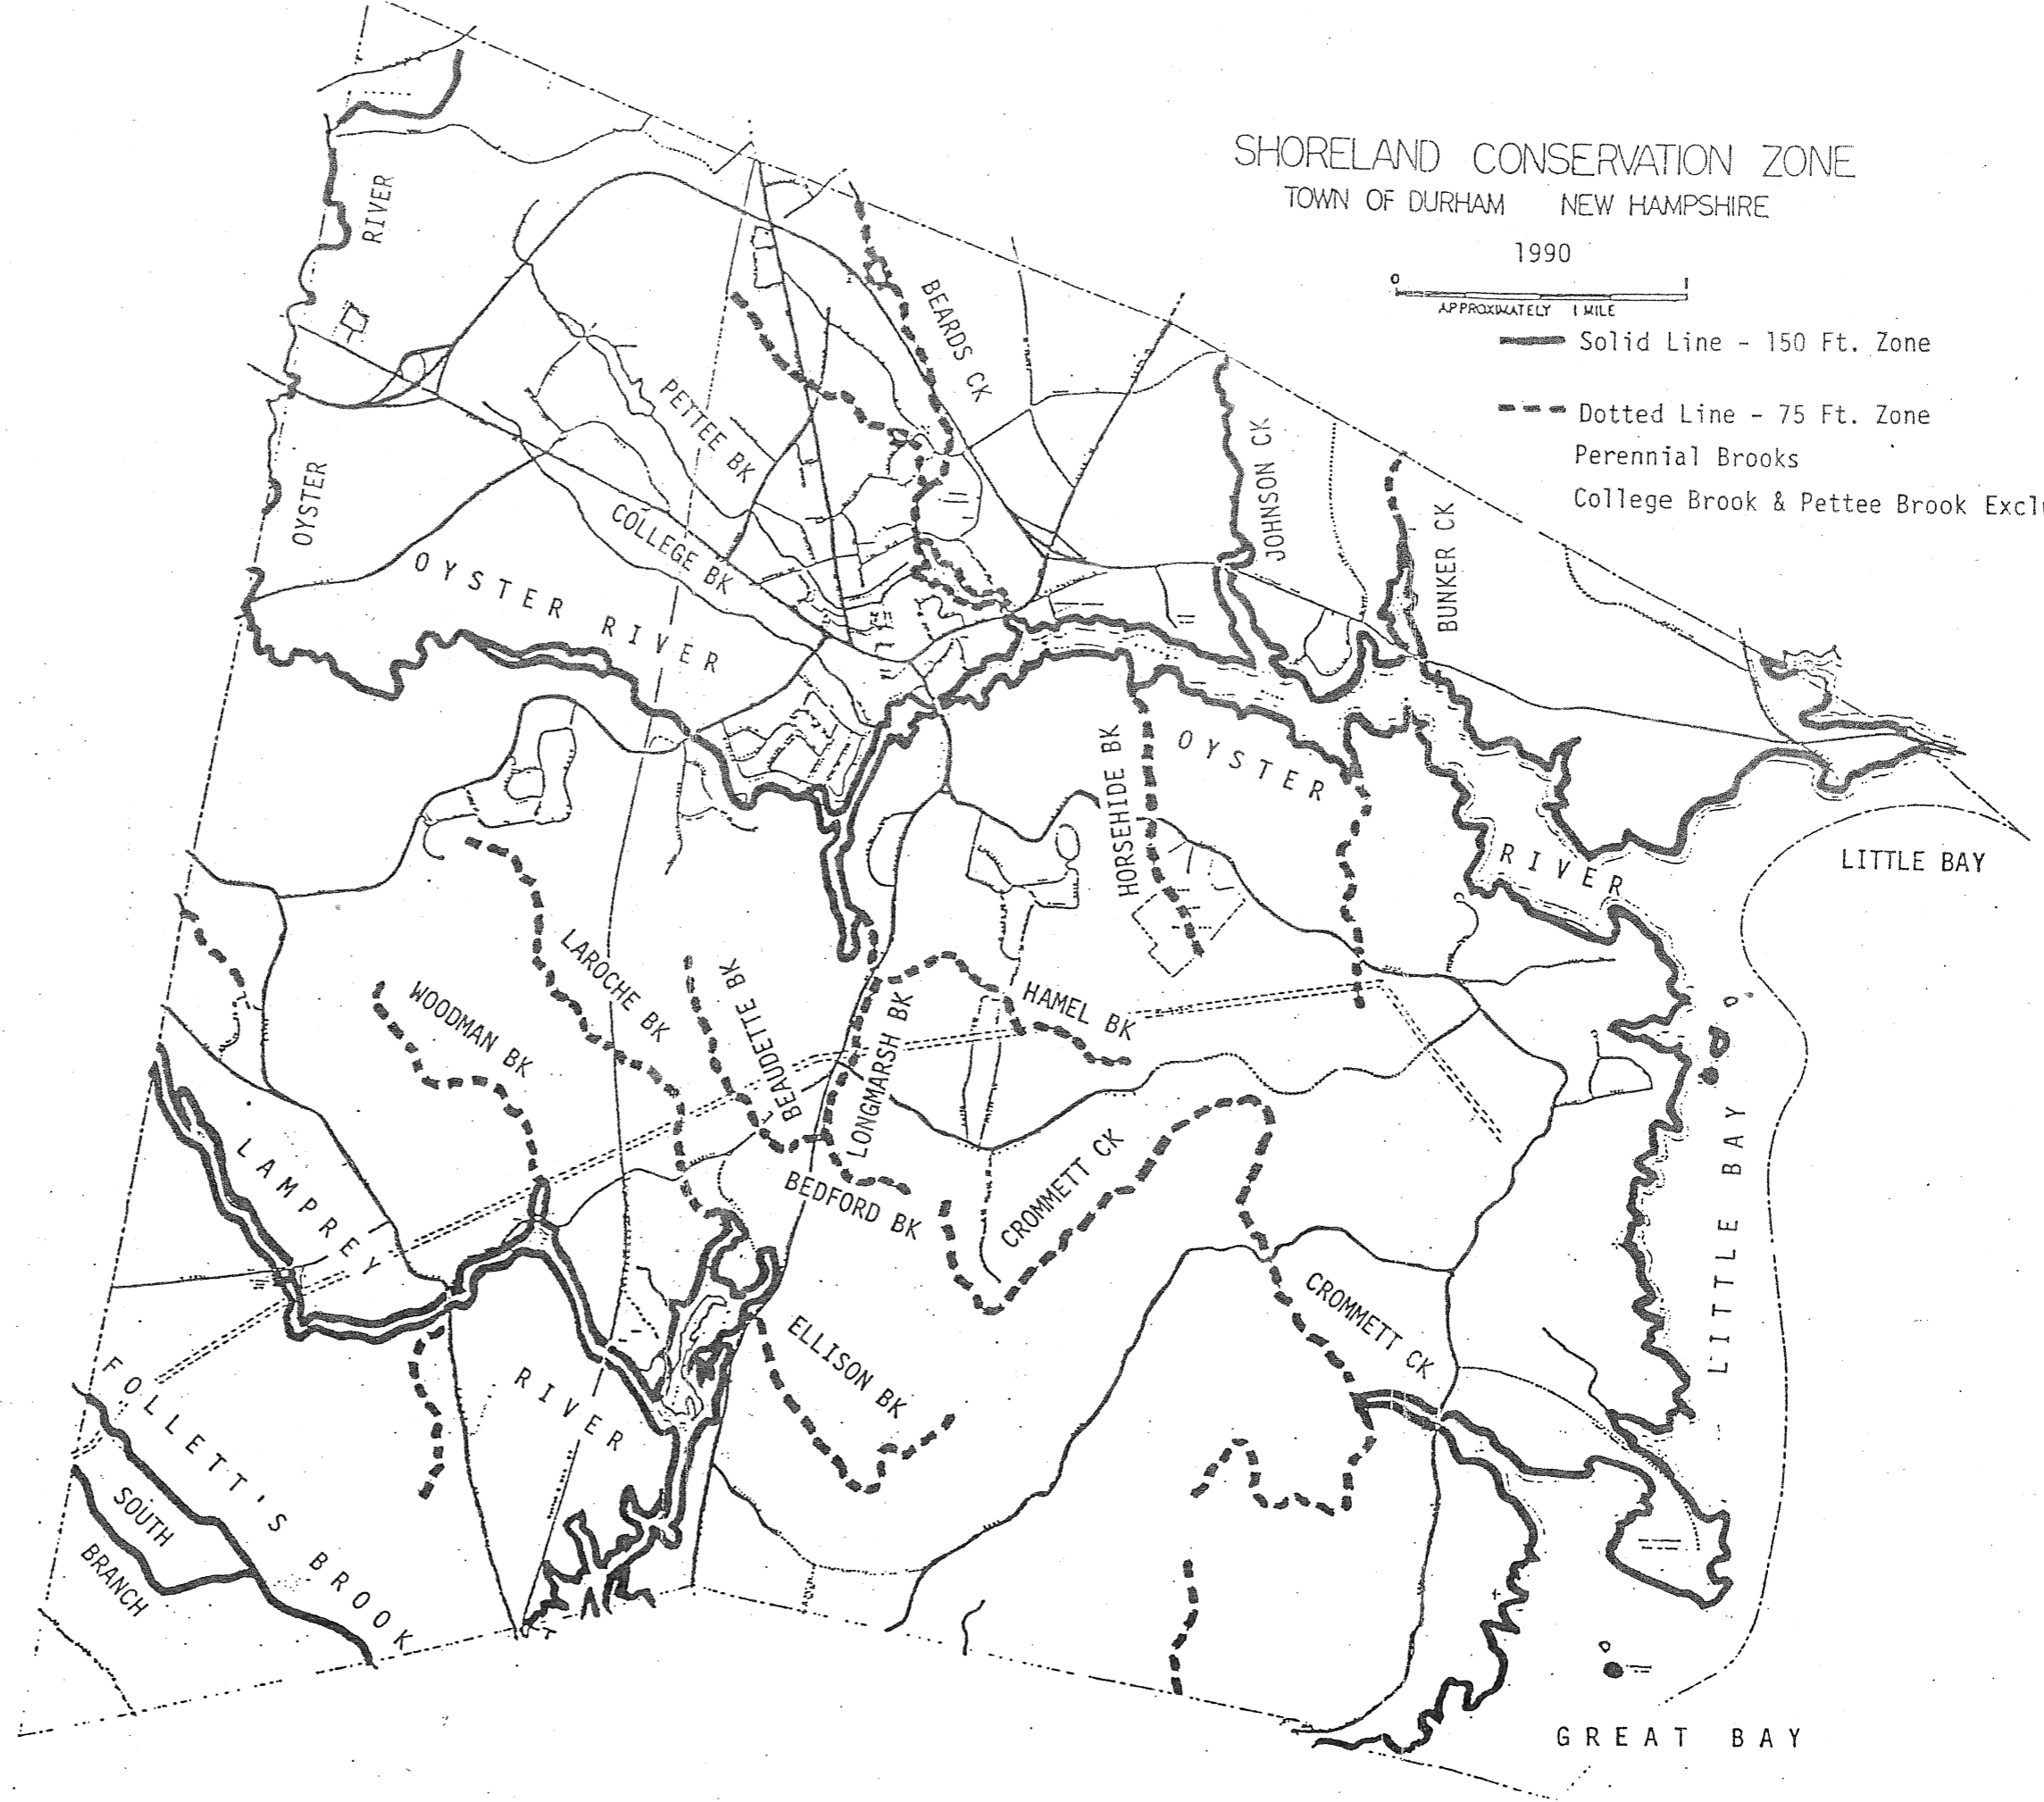 SHORELAND CONSERVATION ZONE
TOWN OF DURHAM NEW HAMPSHIRE
1990
0 1
APPROXIMATELY 1 MILE
Solid Line - 150 Ft. Zone
Dotted Line - 75 Ft. Zone
Perennial Brooks
College Brook & Pettee Brook Excl
RIVER
BEARDS CK
PETTEE BK
JOHNSON CK
OYSTER
COLLEGE BK
BUNKER CK
OYSTER RIVER
HORSEHIDE BK
OYSTER
RIVER
LITTLE BAY
LAROCHE BK
WOODMAN BK
BEAUDETTE BK
LONGMARSH BK
HAMEL BK
LAMPREY
BEDFORD BK
CROMMETT CK
LITTLE BAY
CROMMETT CK
ELLISON BK
RIVER
FOLLETT'S BROOK
SOUTH
BRANCH
GREAT BAY